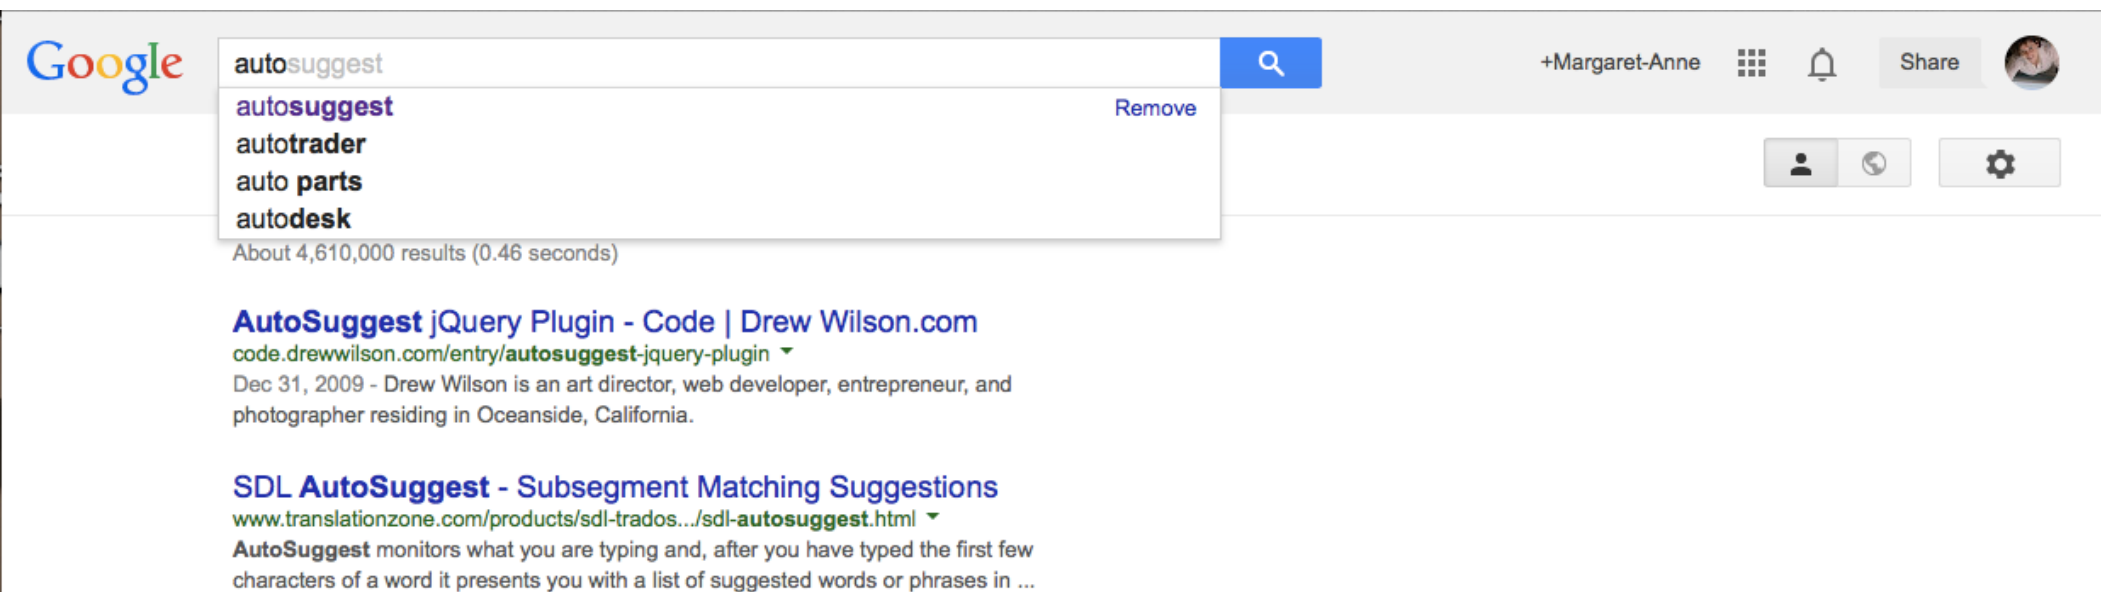 Google
autosuggest
+Margaret-Anne
Share
autosuggest
Remove
autotrader
auto parts
autodesk
About 4,610,000 results (0.46 seconds)
AutoSuggest jQuery Plugin - Code | Drew Wilson.com
code.drewwilson.com/entry/autosuggest-jquery-plugin
Dec 31, 2009 - Drew Wilson is an art director, web developer, entrepreneur, and
photographer residing in Oceanside, California.
SDL AutoSuggest - Subsegment Matching Suggestions
www.translationzone.com/products/sdl-trados.../sdl-autosuggest.html
AutoSuggest monitors what you are typing and, after you have typed the first few
characters of a word it presents you with a list of suggested words or phrases in ...